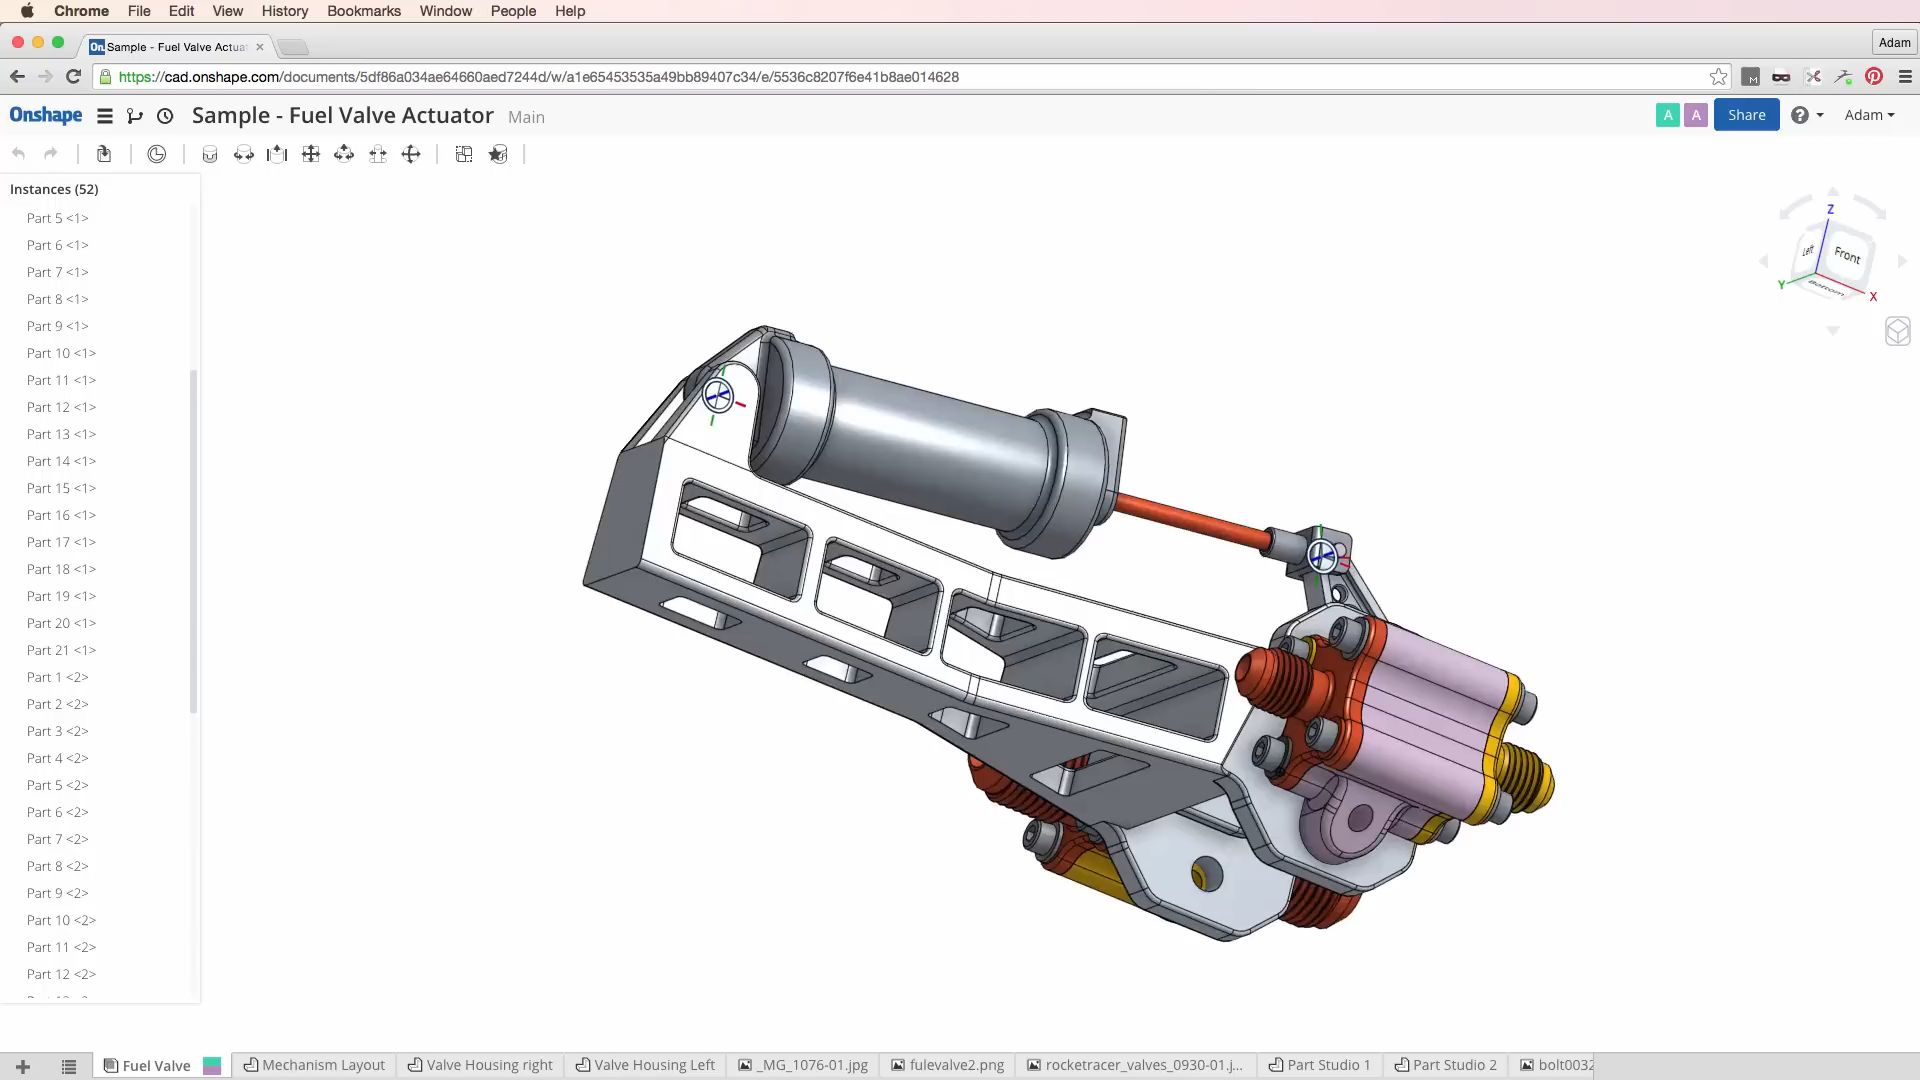 Chrome File Edit View History Bookmarks Window People Help
On. Sample - Fuel Valve Actua
Adam
https://cad.onshape.com/documents/5df86a034ae64660aed7244d/w/a1e65453535a49bb89407c34/e/5536c8207f6e41b8ae014628
Onshape Sample - Fuel Valve Actuator Main A A Share Adam
Instances (52)
Part 5 <1>
Part 6 <1>
Part 7 <1>
Part 8 <1>
Part 9 <1>
Part 10 <1>
Part 11 <1>
Part 12 <1>
Part 13 <1>
Part 14 <1>
Part 15 <1>
Part 16 <1>
Part 17 <1>
Part 18 <1>
Part 19 <1>
Part 20 <1>
Part 21 <1>
Part 1 <2>
Part 2 <2>
Part 3 <2>
Part 4 <2>
Part 5 <2>
Part 6 <2>
Part 7 <2>
Part 8 <2>
Part 9 <2>
Part 10 <2>
Part 11 <2>
Part 12 <2>
Z
Left Front
Y Bottom X
Fuel Valve Mechanism Layout Valve Housing right Valve Housing Left _MG_1076-01.jpg fulevalve2.png rocketracer_valves_0930-01.j... Part Studio 1 Part Studio 2 bolt0032